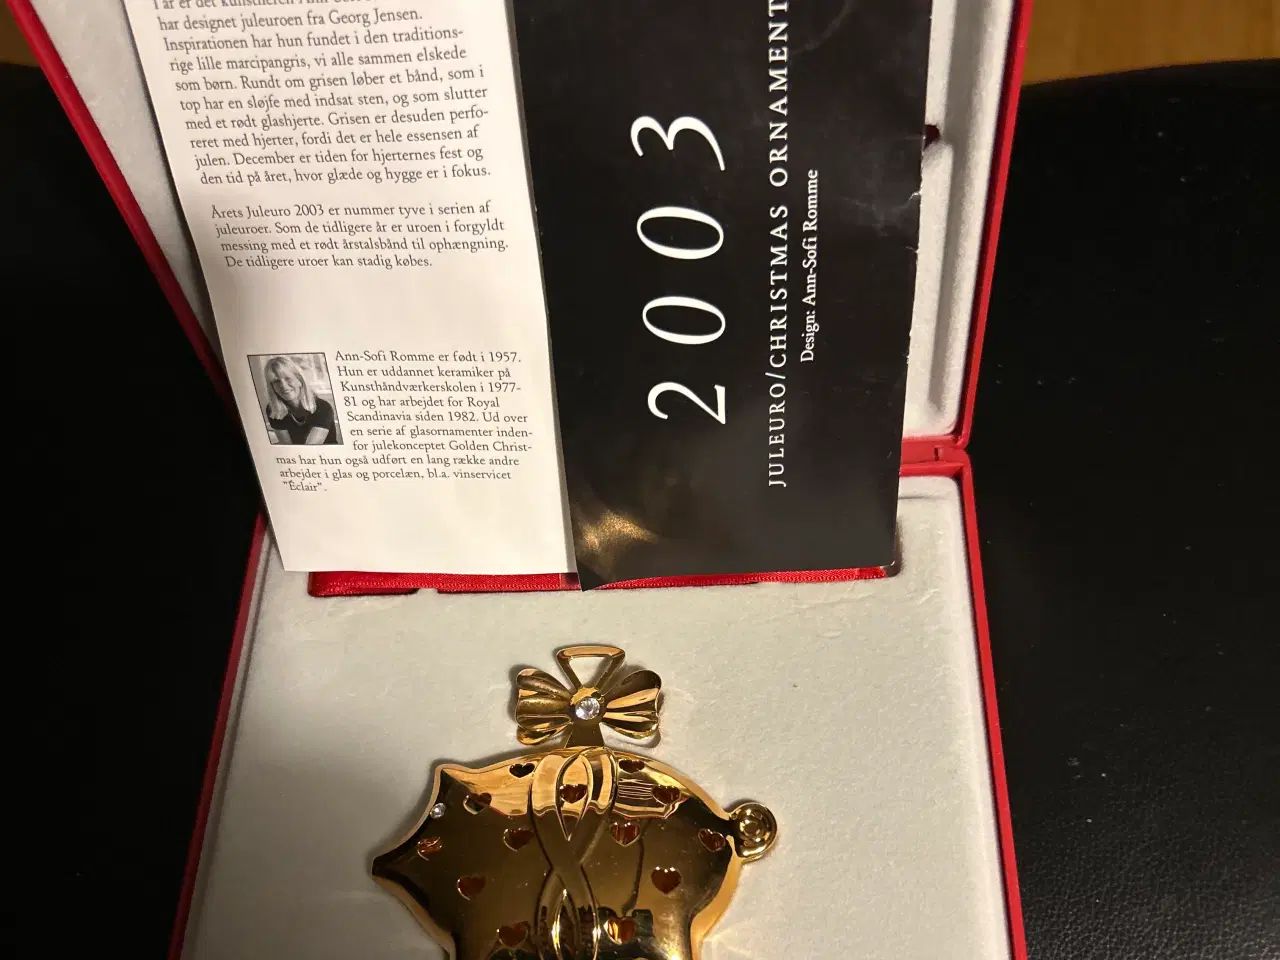 I år er det kunstneren Ann-Sofi
har designet juleuroen fra Georg Jensen.
Inspirationen har hun fundet i den traditions-
rige lille marcipangris, vi alle sammen elskede
som børn. Rundt om grisen løber et bånd, som i
top har en sløjfe med indsat sten, og som slutter
med et rødt glashjerte. Grisen er desuden perfo-
reret med hjerter, fordi det er hele essensen af
julen. December er tiden for hjerternes fest og
den tid på året, hvor glæde og hygge er i fokus.
Årets Juleuro 2003 er nummer tyve i serien af
juleuroer. Som de tidligere år er uroen i forgyldt
messing med et rødt årstalsbånd til ophængning.
De tidligere uroer kan stadig købes.
Ann-Sofi Romme er født i 1957.
Hun er uddannet keramiker på
Kunsthåndværkerskolen i 1977-
81 og har arbejdet for Royal
Scandinavia siden 1982. Ud over
en serie af glasornamenter inden-
for julekonceptet Golden Christ-
mas har hun også udført en lang række andre
arbejder i glas og porcelæn, bl.a. vinservicet
"Éclair".
2003
JULEURO/CHRISTMAS ORNAMENT
Design: Ann-Sofi Romme